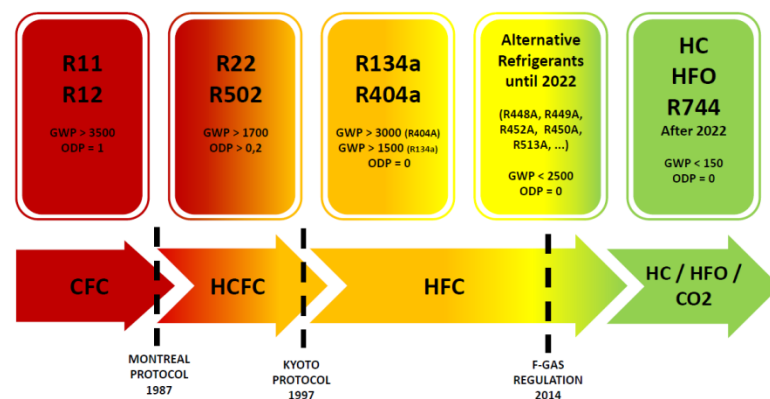 R11
R12
GWP > 3500
ODP = 1
R22
R502
GWP > 1700
ODP > 0,2
R134a
R404a
GWP > 3000 (R404A)
GWP > 1500 (R134a)
ODP = 0
Alternative
Refrigerants
until 2022
(R448A, R449A,
R452A, R450A,
R513A, ...)
GWP < 2500
ODP = 0
HC
HFO
R744
After 2022
GWP < 150
ODP = 0
CFC
HCFC
HFC
HC / HFO /
CO2
MONTREAL
PROTOCOL
1987
KYOTO
PROTOCOL
1997
F-GAS
REGULATION
2014